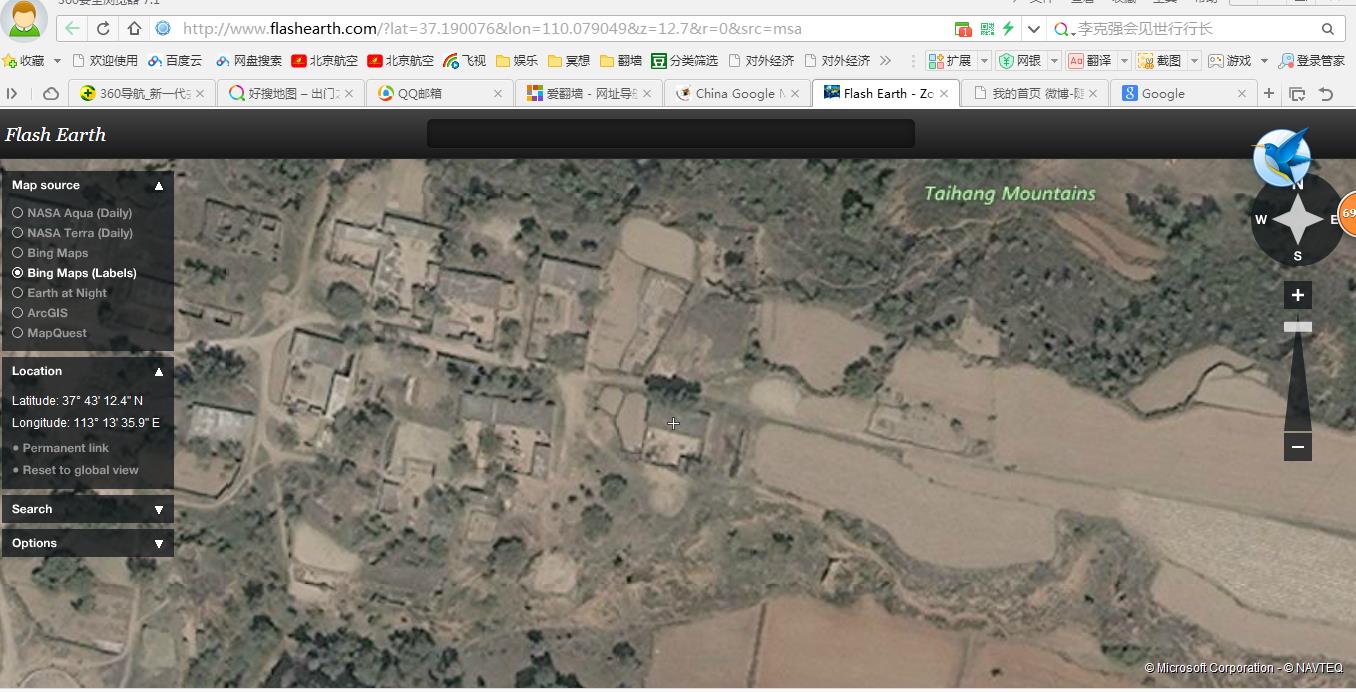 360安全浏览器 7.1
http://www.flashearth.com/?lat=37.190076&lon=110.079049&z=12.7&r=0&src=msa
1
李克强会见世行行长
收藏 欢迎使用 百度云 网盘搜索 北京航空 北京航空 飞视 娱乐 冥想 翻墙 分类筛选 对外经济 对外经济 » 扩展 网银 Aa 翻译 截图 游戏 登录管家
360导航_新一代 好搜地图 – 出门 QQ邮箱 爱翻墙 - 网址导 China Google Flash Earth - Zo 我的首页 微博- Google
Flash Earth
Map source
NASA Aqua (Daily)
NASA Terra (Daily)
Bing Maps
Bing Maps (Labels)
Earth at Night
ArcGIS
MapQuest
Location
Latitude: 37° 43' 12.4" N
Longitude: 113° 13' 35.9" E
• Permanent link
• Reset to global view
Search
Options
Taihang Mountains
N
W E
S
69
+
−
© Microsoft Corporation - © NAVTEQ